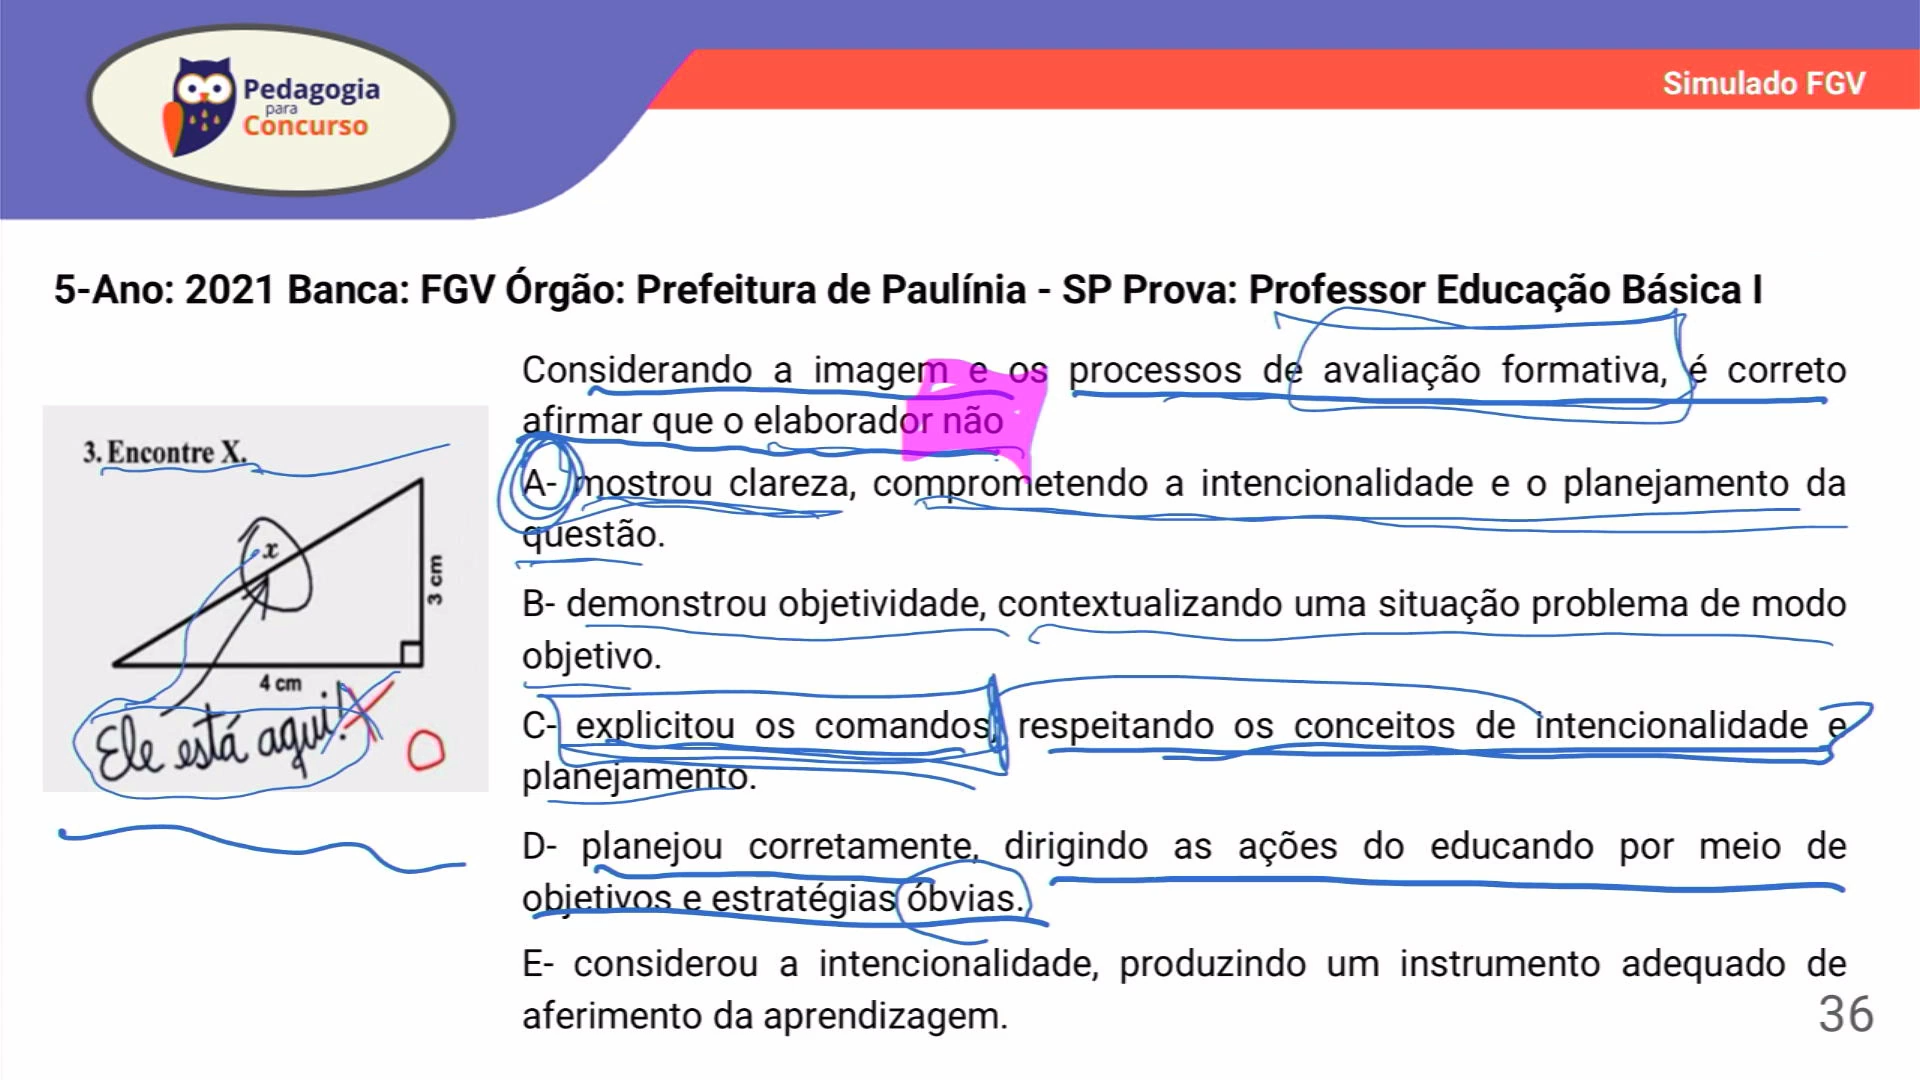 Pedagogia
para
Concurso
Simulado FGV
5-Ano: 2021 Banca: FGV Órgão: Prefeitura de Paulínia - SP Prova: Professor Educação Básica I
Considerando a imagem e os processos de avaliação formativa, é correto
afirmar que o elaborador não
A- mostrou clareza, comprometendo a intencionalidade e o planejamento da
questão.
B- demonstrou objetividade, contextualizando uma situação problema de modo
objetivo.
C- explicitou os comandos, respeitando os conceitos de intencionalidade e
planejamento.
D- planejou corretamente, dirigindo as ações do educando por meio de
objetivos e estratégias óbvias.
E- considerou a intencionalidade, produzindo um instrumento adequado de
aferimento da aprendizagem.
3. Encontre X.
x
3 cm
4 cm
Ele está aqui!
36